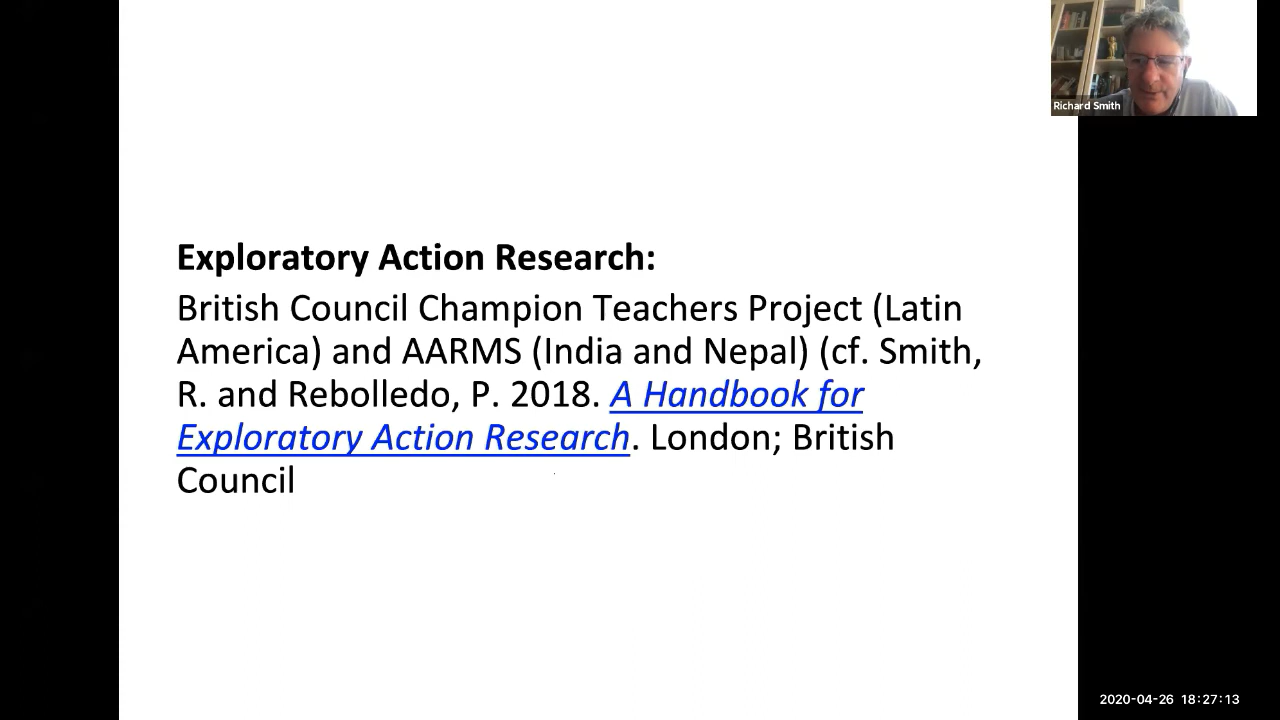 Richard Smith
Exploratory Action Research:
British Council Champion Teachers Project (Latin
America) and AARMS (India and Nepal) (cf. Smith,
R. and Rebolledo, P. 2018. A Handbook for
Exploratory Action Research. London; British
Council
2020-04-26 18:27:13